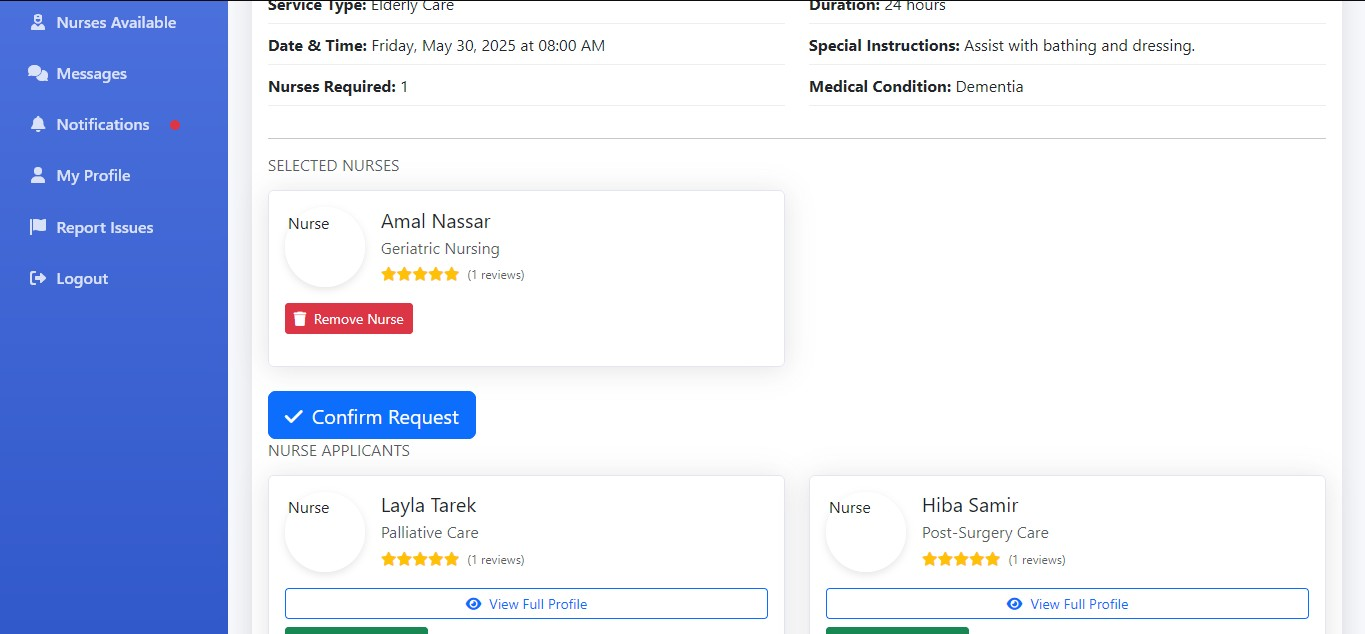 Nurses Available
Messages
Notifications
My Profile
Report Issues
Logout
Service Type: Elderly Care
Duration: 24 hours
Date & Time: Friday, May 30, 2025 at 08:00 AM
Special Instructions: Assist with bathing and dressing.
Nurses Required: 1
Medical Condition: Dementia
SELECTED NURSES
Nurse
Amal Nassar
Geriatric Nursing
(1 reviews)
Remove Nurse
Confirm Request
NURSE APPLICANTS
Nurse
Layla Tarek
Palliative Care
(1 reviews)
View Full Profile
Nurse
Hiba Samir
Post-Surgery Care
(1 reviews)
View Full Profile